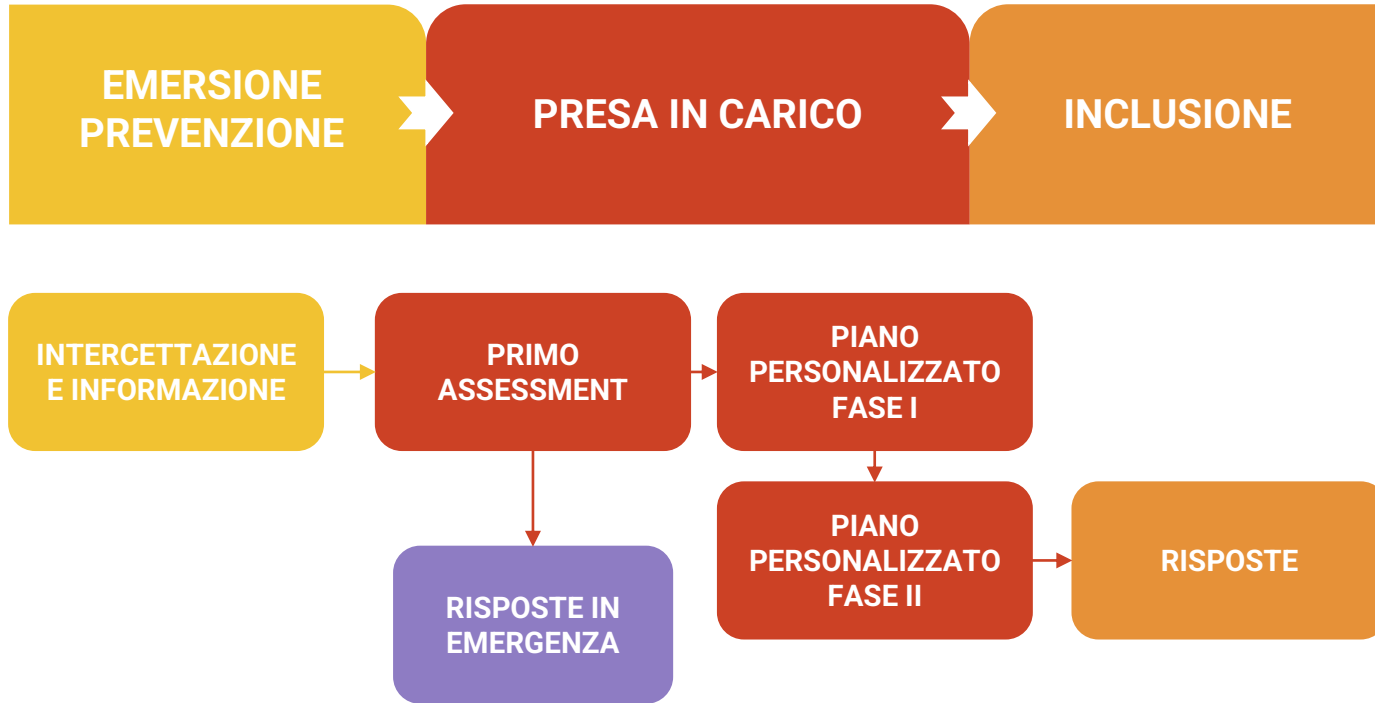 EMERSIONE
PREVENZIONE
PRESA IN CARICO
INCLUSIONE
INTERCETTAZIONE
E INFORMAZIONE
PRIMO
ASSESSMENT
PIANO
PERSONALIZZATO
FASE I
PIANO
PERSONALIZZATO
FASE II
RISPOSTE
RISPOSTE IN
EMERGENZA